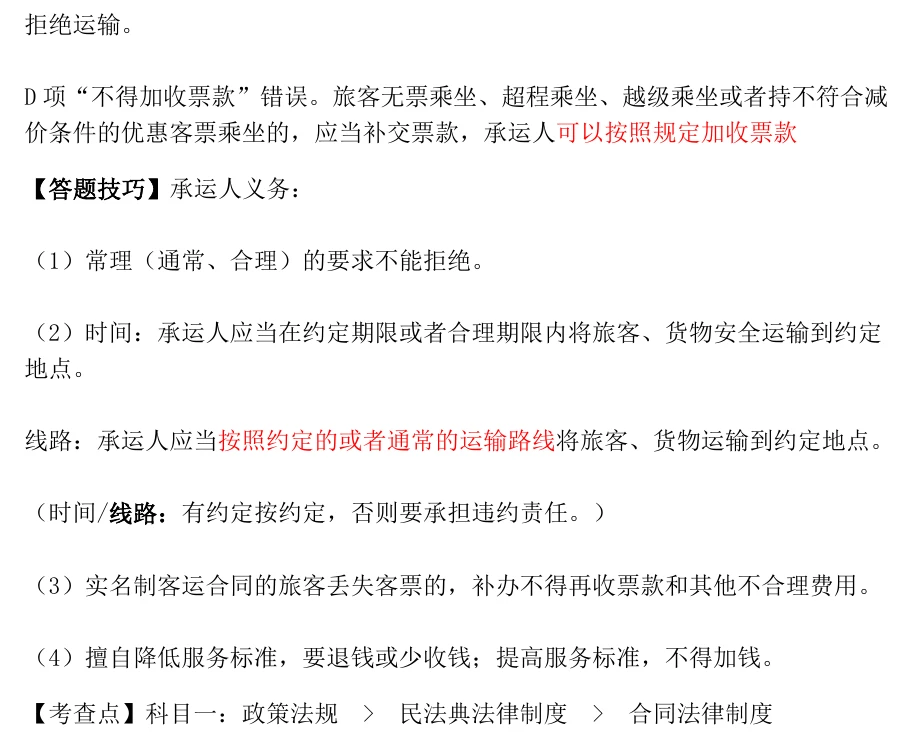 拒绝运输。
D 项“不得加收票款”错误。旅客无票乘坐、超程乘坐、越级乘坐或者持不符合减
价条件的优惠客票乘坐的，应当补交票款，承运人可以按照规定加收票款
【答题技巧】承运人义务：
（1）常理（通常、合理）的要求不能拒绝。
（2）时间：承运人应当在约定期限或者合理期限内将旅客、货物安全运输到约定
地点。
线路：承运人应当按照约定的或者通常的运输路线将旅客、货物运输到约定地点。
（时间/线路：有约定按约定，否则要承担违约责任。）
（3）实名制客运合同的旅客丢失客票的，补办不得再收票款和其他不合理费用。
（4）擅自降低服务标准，要退钱或少收钱；提高服务标准，不得加钱。
【考查点】科目一：政策法规 > 民法典法律制度 > 合同法律制度